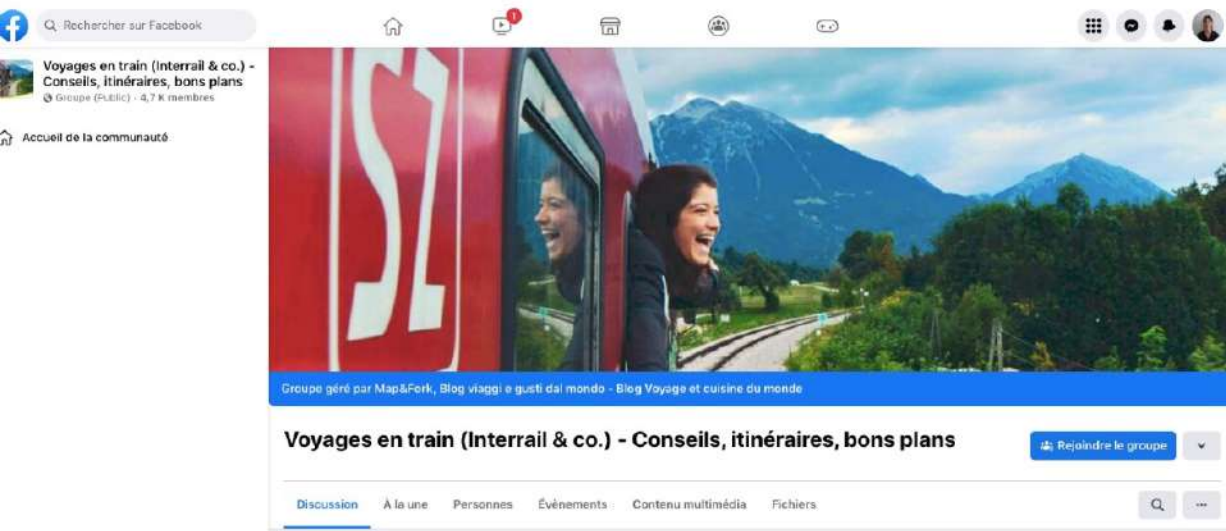 Rechercher sur Facebook
1
Voyages en train (Interrail & co.) -
Conseils, itinéraires, bons plans
Groupe (Public) · 4,7 K membres
Accueil de la communauté
SŽ
Groupe géré par Map&Fork, Blog viaggi e gusti dal mondo - Blog Voyage et cuisine du monde
Voyages en train (Interrail & co.) - Conseils, itinéraires, bons plans
Rejoindre le groupe
Discussion À la une Personnes Évènements Contenu multimédia Fichiers